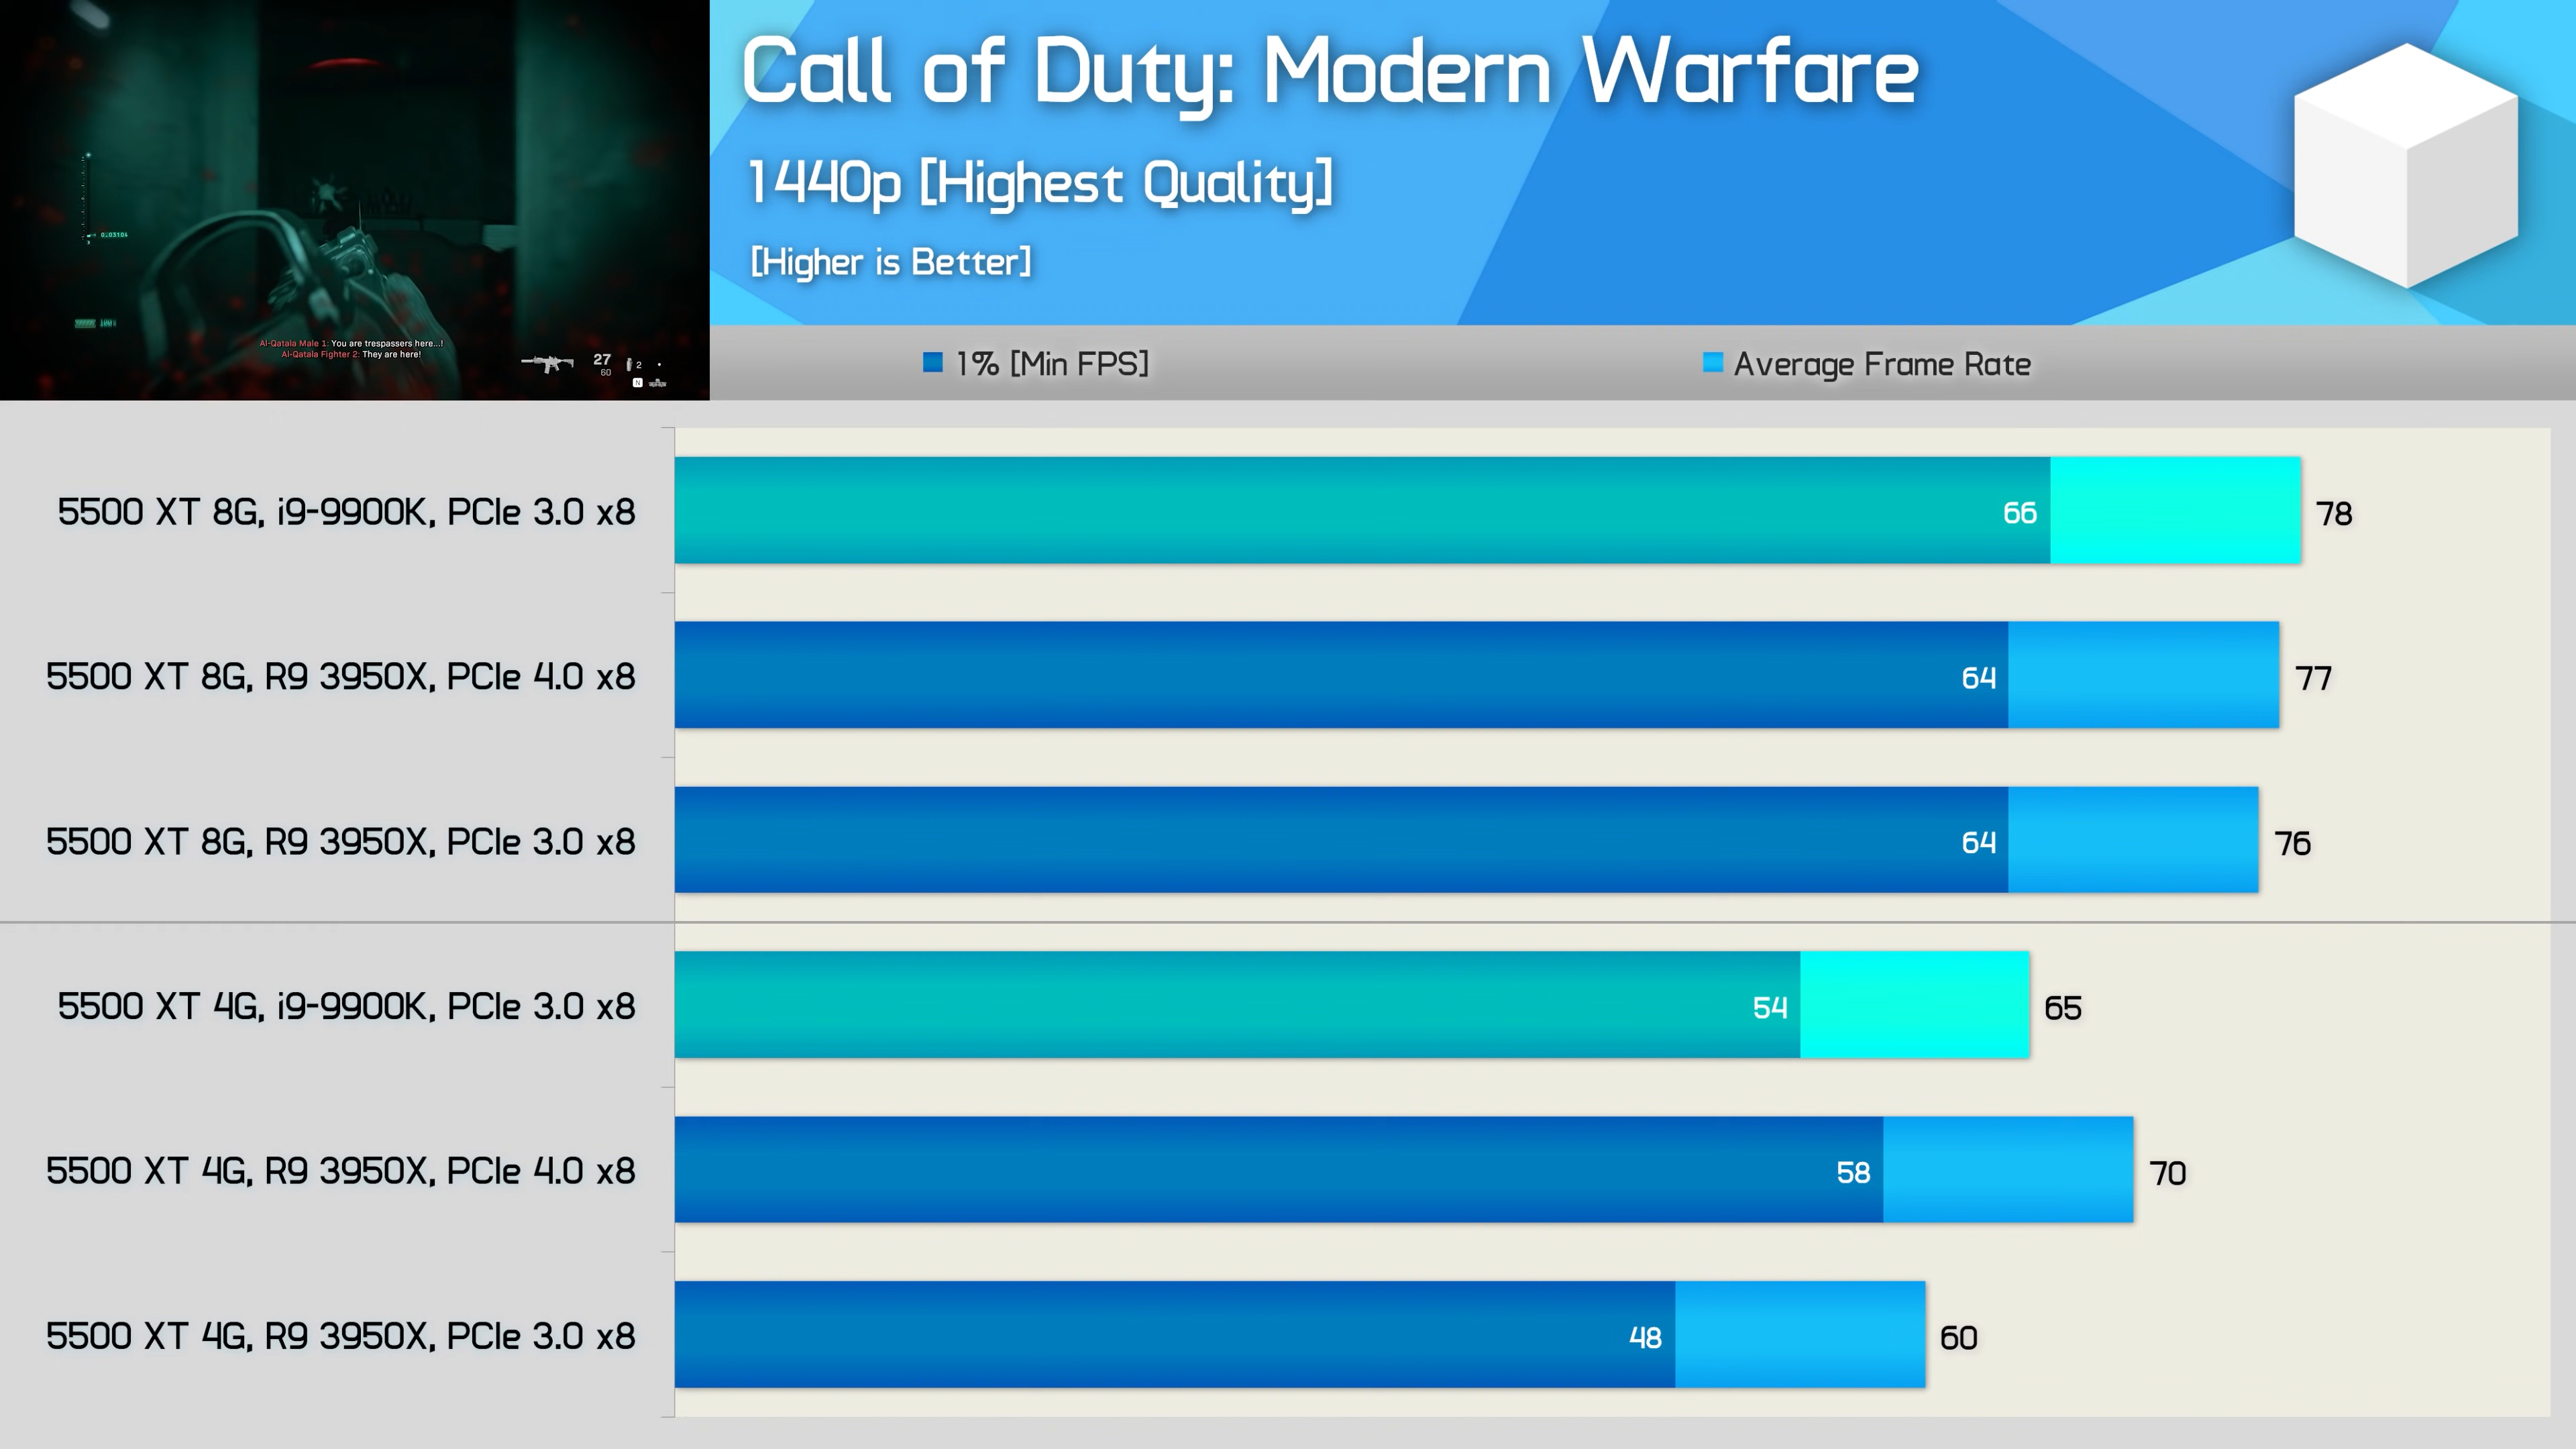 Call of Duty: Modern Warfare
1440p [Highest Quality]
[Higher is Better]
0.03104
100
Al-Qatala Male 1: You are trespassers here...!
Al-Qatala Fighter 2: They are here!
27
60
2
N
1% [Min FPS]
Average Frame Rate
5500 XT 8G, i9-9900K, PCIe 3.0 x8
66
78
5500 XT 8G, R9 3950X, PCIe 4.0 x8
64
77
5500 XT 8G, R9 3950X, PCIe 3.0 x8
64
76
5500 XT 4G, i9-9900K, PCIe 3.0 x8
54
65
5500 XT 4G, R9 3950X, PCIe 4.0 x8
58
70
5500 XT 4G, R9 3950X, PCIe 3.0 x8
48
60